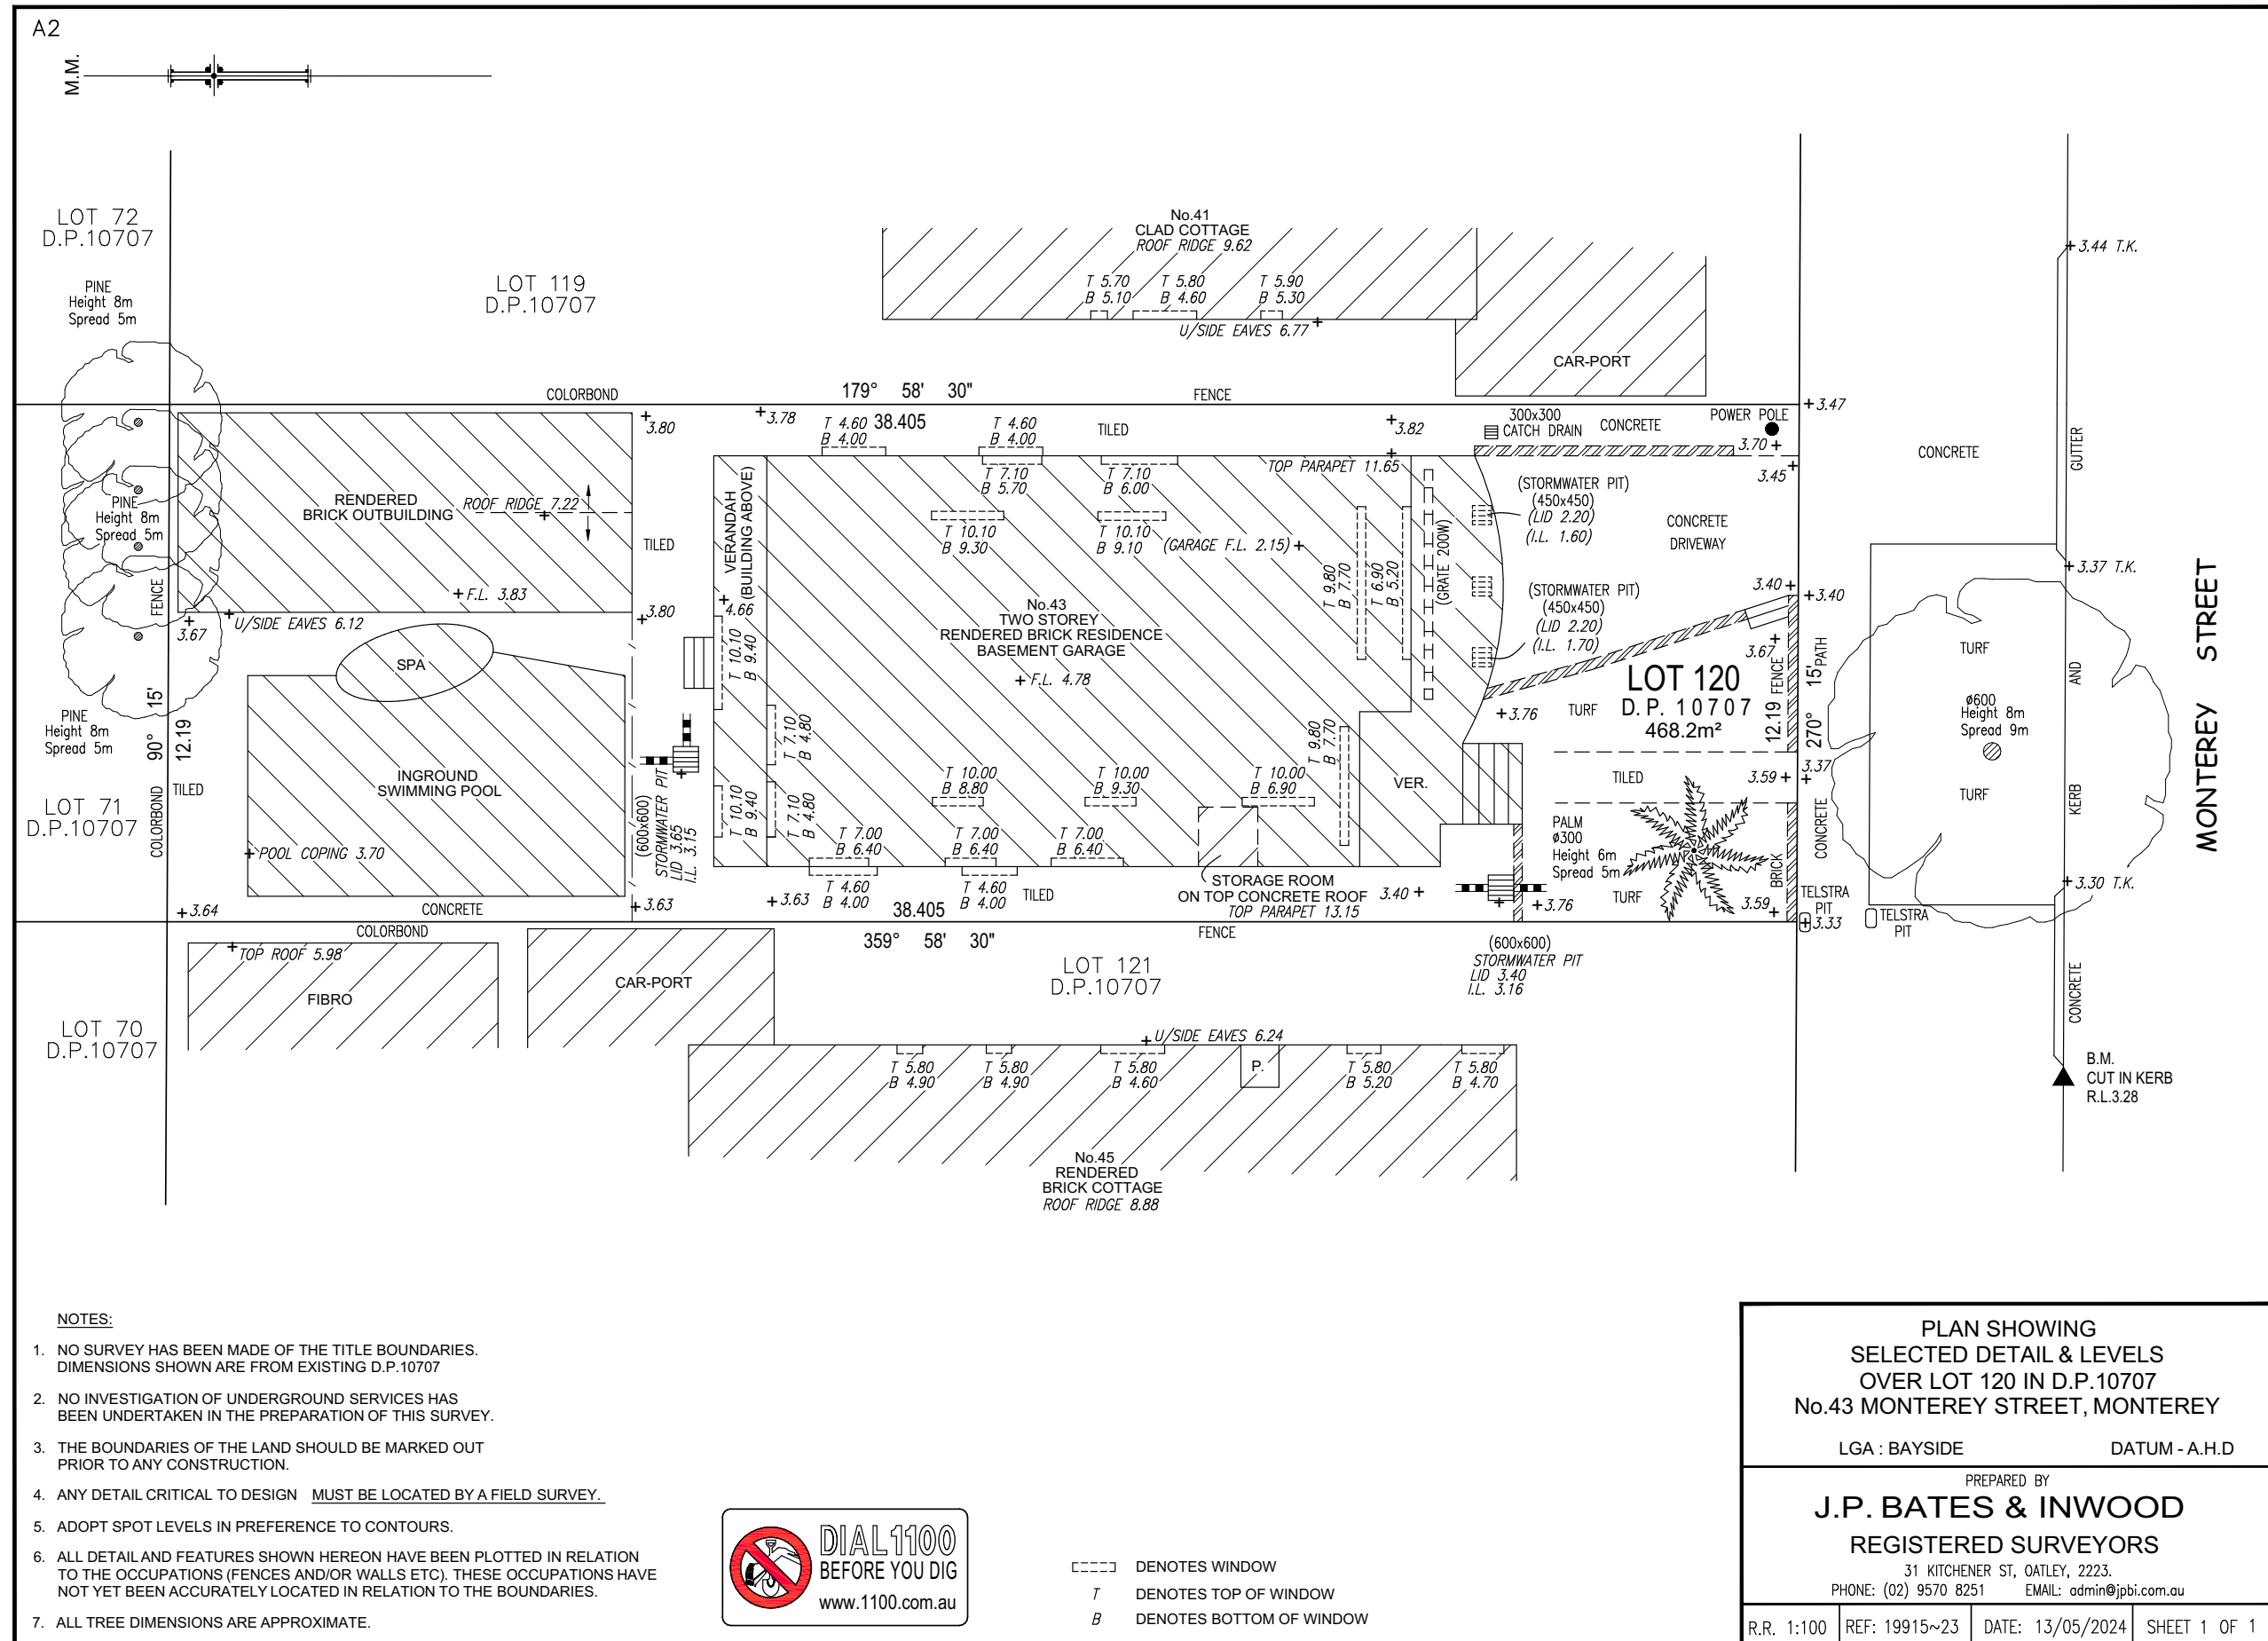 A2
M.M.
LOT 72
D.P.10707
PINE
Height 8m
Spread 5m
LOT 119
D.P.10707
No.41
CLAD COTTAGE
ROOF RIDGE 9.62
T 5.70
B 5.10
T 5.80
B 4.60
T 5.90
B 5.30
U/SIDE EAVES 6.77
CAR-PORT
3.44 T.K.
COLORBOND
179° 58' 30"
FENCE
38.405
3.80
3.78
T 4.60
B 4.00
T 4.60
B 4.00
TILED
3.82
300x300
CATCH DRAIN
CONCRETE
POWER POLE
3.47
3.70
3.45
CONCRETE
GUTTER
RENDERED
BRICK OUTBUILDING
ROOF RIDGE 7.22
F.L. 3.83
U/SIDE EAVES 6.12
3.67
PINE
Height 8m
Spread 5m
FENCE
TILED
3.80
VERANDAH
(BUILDING ABOVE)
4.66
T 7.10
B 5.70
T 7.10
B 6.00
TOP PARAPET 11.65
T 10.10
B 9.30
T 10.10
B 9.10
(GARAGE F.L. 2.15)
T 9.80
B 7.70
T 6.90
B 5.20
(GRATE 200W)
(STORMWATER PIT)
(450x450)
(LID 2.20)
(I.L. 1.60)
CONCRETE
DRIVEWAY
(STORMWATER PIT)
(450x450)
(LID 2.20)
(I.L. 1.70)
3.40
3.40
3.37 T.K.
No.43
TWO STOREY
RENDERED BRICK RESIDENCE
BASEMENT GARAGE
F.L. 4.78
SPA
INGROUND
SWIMMING POOL
POOL COPING 3.70
PINE
Height 8m
Spread 5m
90° 15'
12.19
TILED
COLORBOND
LOT 71
D.P.10707
3.64
CONCRETE
3.63
(600x600)
STORMWATER PIT
LID 3.65
I.L. 3.15
T 10.10
B 9.40
T 10.10
B 9.40
T 7.10
B 4.80
T 7.10
B 4.80
T 10.00
B 8.80
T 10.00
B 9.30
T 10.00
B 6.90
T 9.80
B 7.70
VER.
T 7.00
B 6.40
T 7.00
B 6.40
T 7.00
B 6.40
T 4.60
B 4.00
T 4.60
B 4.00
3.63
TILED
STORAGE ROOM
ON TOP CONCRETE ROOF
TOP PARAPET 13.15
3.40
3.67
LOT 120
D.P. 10707
468.2m²
TURF
3.76
FENCE
12.19
270° 15'
PATH
TILED
3.59
3.37
PALM
ø300
Height 6m
Spread 5m
TURF
3.76
BRICK
3.59
CONCRETE
TELSTRA
PIT
3.33
TELSTRA
PIT
TURF
ø600
Height 8m
Spread 9m
TURF
AND
KERB
3.30 T.K.
CONCRETE
MONTEREY STREET
38.405
359° 58' 30"
COLORBOND
FENCE
TOP ROOF 5.98
FIBRO
CAR-PORT
LOT 121
D.P.10707
(600x600)
STORMWATER PIT
LID 3.40
I.L. 3.16
LOT 70
D.P.10707
U/SIDE EAVES 6.24
T 5.80
B 4.90
T 5.80
B 4.90
T 5.80
B 4.60
P.
T 5.80
B 5.20
T 5.80
B 4.70
No.45
RENDERED
BRICK COTTAGE
ROOF RIDGE 8.88
B.M.
CUT IN KERB
R.L.3.28
NOTES:
1. NO SURVEY HAS BEEN MADE OF THE TITLE BOUNDARIES.
DIMENSIONS SHOWN ARE FROM EXISTING D.P.10707
2. NO INVESTIGATION OF UNDERGROUND SERVICES HAS
BEEN UNDERTAKEN IN THE PREPARATION OF THIS SURVEY.
3. THE BOUNDARIES OF THE LAND SHOULD BE MARKED OUT
PRIOR TO ANY CONSTRUCTION.
4. ANY DETAIL CRITICAL TO DESIGN MUST BE LOCATED BY A FIELD SURVEY.
5. ADOPT SPOT LEVELS IN PREFERENCE TO CONTOURS.
6. ALL DETAIL AND FEATURES SHOWN HEREON HAVE BEEN PLOTTED IN RELATION
TO THE OCCUPATIONS (FENCES AND/OR WALLS ETC). THESE OCCUPATIONS HAVE
NOT YET BEEN ACCURATELY LOCATED IN RELATION TO THE BOUNDARIES.
7. ALL TREE DIMENSIONS ARE APPROXIMATE.
DIAL 1100
BEFORE YOU DIG
www.1100.com.au
DENOTES WINDOW
T DENOTES TOP OF WINDOW
B DENOTES BOTTOM OF WINDOW
PLAN SHOWING
SELECTED DETAIL & LEVELS
OVER LOT 120 IN D.P.10707
No.43 MONTEREY STREET, MONTEREY
LGA : BAYSIDE DATUM - A.H.D
PREPARED BY
J.P. BATES & INWOOD
REGISTERED SURVEYORS
31 KITCHENER ST, OATLEY, 2223.
PHONE: (02) 9570 8251 EMAIL: admin@jpbi.com.au
R.R. 1:100 REF: 19915~23 DATE: 13/05/2024 SHEET 1 OF 1